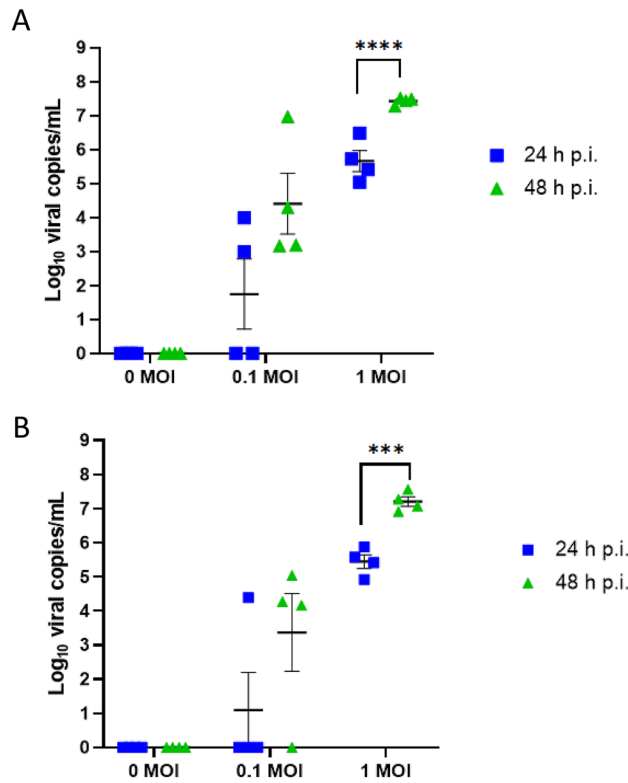 A
Log₁₀ viral copies/mL
9
8
7
6
5
4
3
2
1
0
****
0 MOI
0.1 MOI
1 MOI
24 h p.i.
48 h p.i.
B
Log₁₀ viral copies/mL
9
8
7
6
5
4
3
2
1
0
***
0 MOI
0.1 MOI
1 MOI
24 h p.i.
48 h p.i.